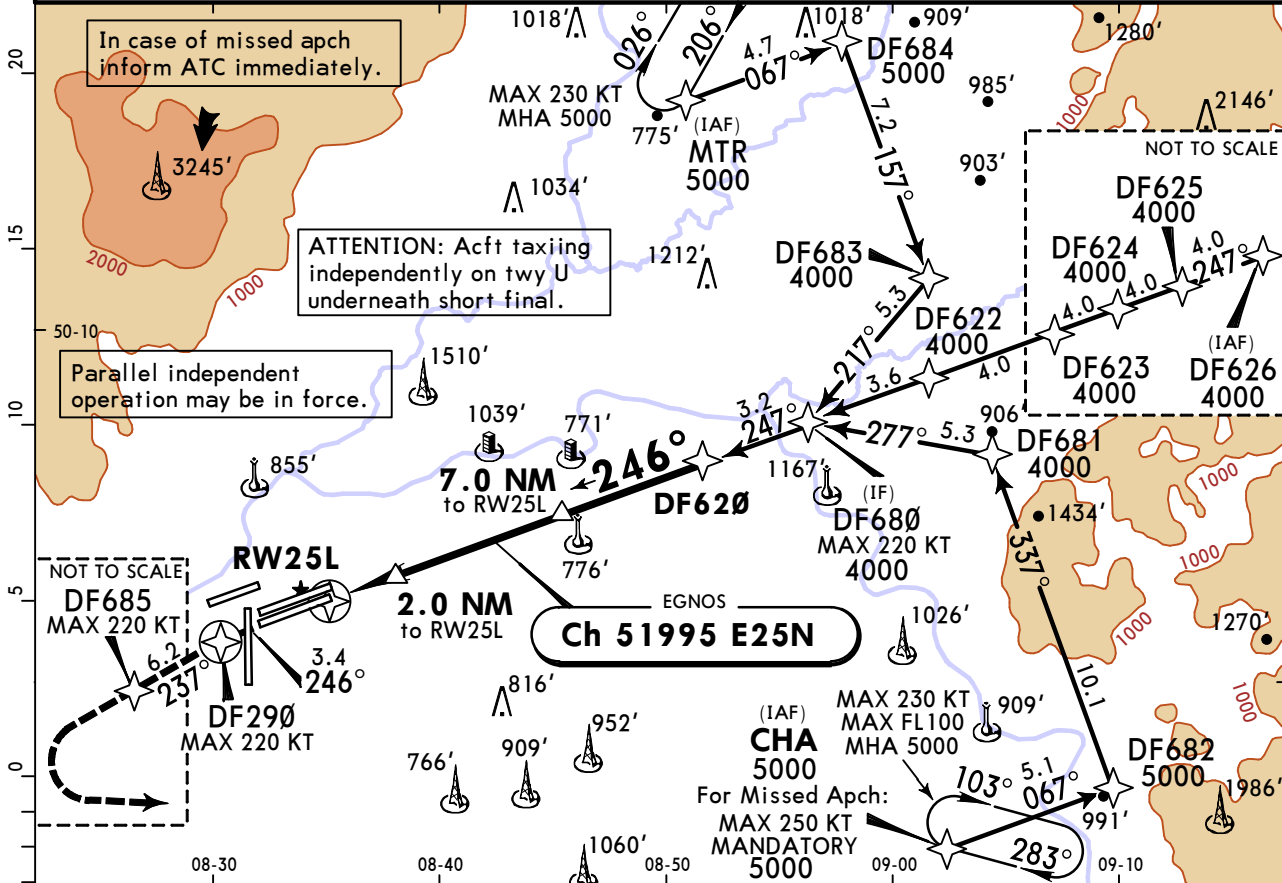 In case of missed apch
inform ATC immediately.
1018'
026°
206°
1018'
909'
1280'
20
4.7
067°
DF684
5000
MAX 230 KT
MHA 5000
775'
(IAF)
MTR
5000
7.2
157°
985'
1000
2146'
NOT TO SCALE
3245'
1034'
903'
DF625
4000
15
2000
1000
ATTENTION: Acft taxiing
independently on twy U
underneath short final.
1212'
DF683
4000
DF624
4000
4.0
247°
4.0
4.0
5.3
217°
DF622
4000
50-10
(IAF)
DF626
4000
DF623
4000
4.0
3.6
Parallel independent
operation may be in force.
1510'
10
1039'
771'
3.2
247°
906'
277°
5.3
DF681
4000
1000
855'
7.0 NM
to RW25L
246°
DF620
1167'
(IF)
DF680
MAX 220 KT
4000
1434'
337°
1000
776'
RW25L
NOT TO SCALE
DF685
MAX 220 KT
5
2.0 NM
to RW25L
EGNOS
Ch 51995 E25N
1026'
1000
1270'
6.2
237°
3.4
246°
DF290
MAX 220 KT
10.1
1000
816'
952'
(IAF)
CHA
5000
MAX 230 KT
MAX FL100
MHA 5000
909'
DF682
5000
766'
909'
0
103°
5.1
067°
For Missed Apch:
MAX 250 KT
MANDATORY
5000
991'
1986'
283°
1060'
08-30
08-40
08-50
09-00
09-10